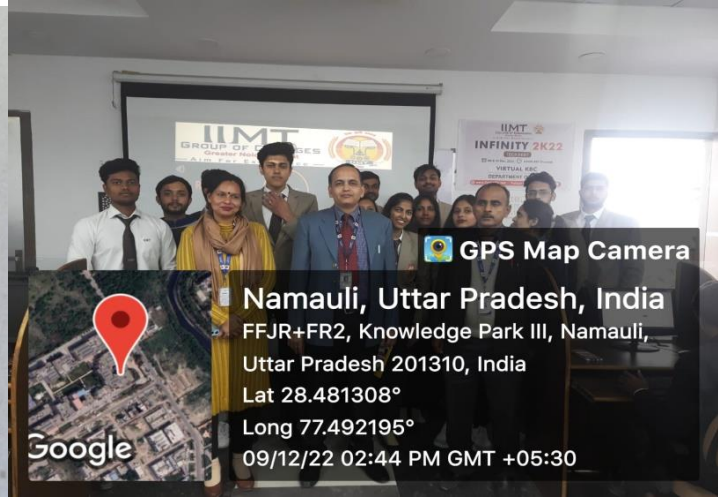 IIMT
GROUP OF COLLEGES
Greater Noida
INFINITY 2K22
IIMT
VIRTUAL KBC
DEPARTMENT
GPS Map Camera
Namauli, Uttar Pradesh, India
FFJR+FR2, Knowledge Park III, Namauli,
Uttar Pradesh 201310, India
Lat 28.481308°
Long 77.492195°
09/12/22 02:44 PM GMT +05:30
Google